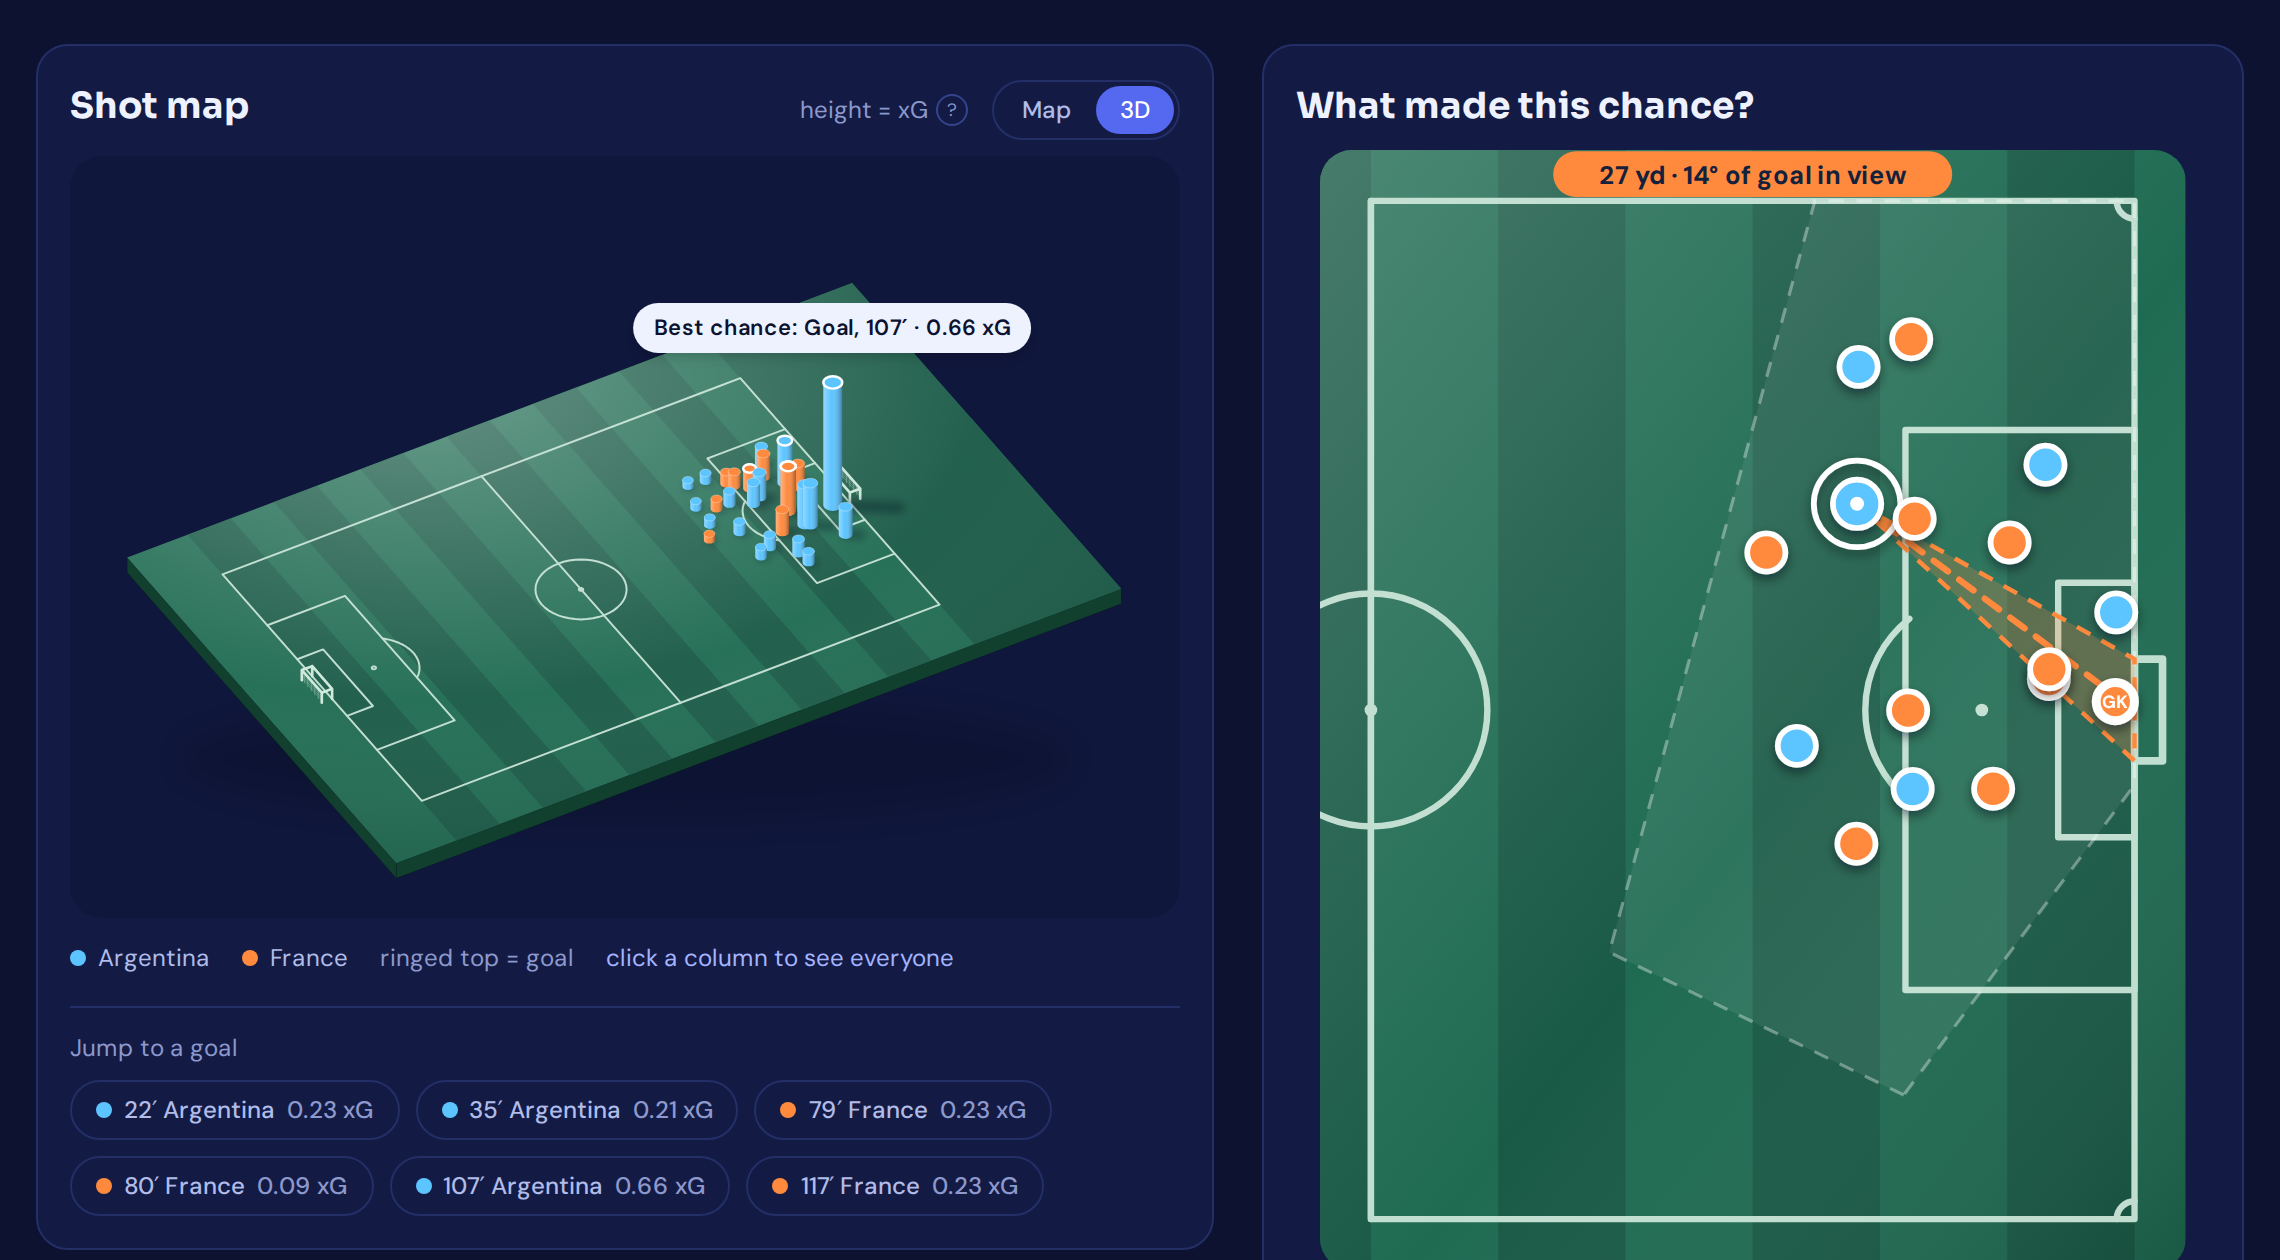 Shot map
height = xG ?
Map
3D
Best chance: Goal, 107′ · 0.66 xG
Argentina
France
ringed top = goal
click a column to see everyone
Jump to a goal
22′ Argentina 0.23 xG
35′ Argentina 0.21 xG
79′ France 0.23 xG
80′ France 0.09 xG
107′ Argentina 0.66 xG
117′ France 0.23 xG
What made this chance?
27 yd · 14° of goal in view
GK